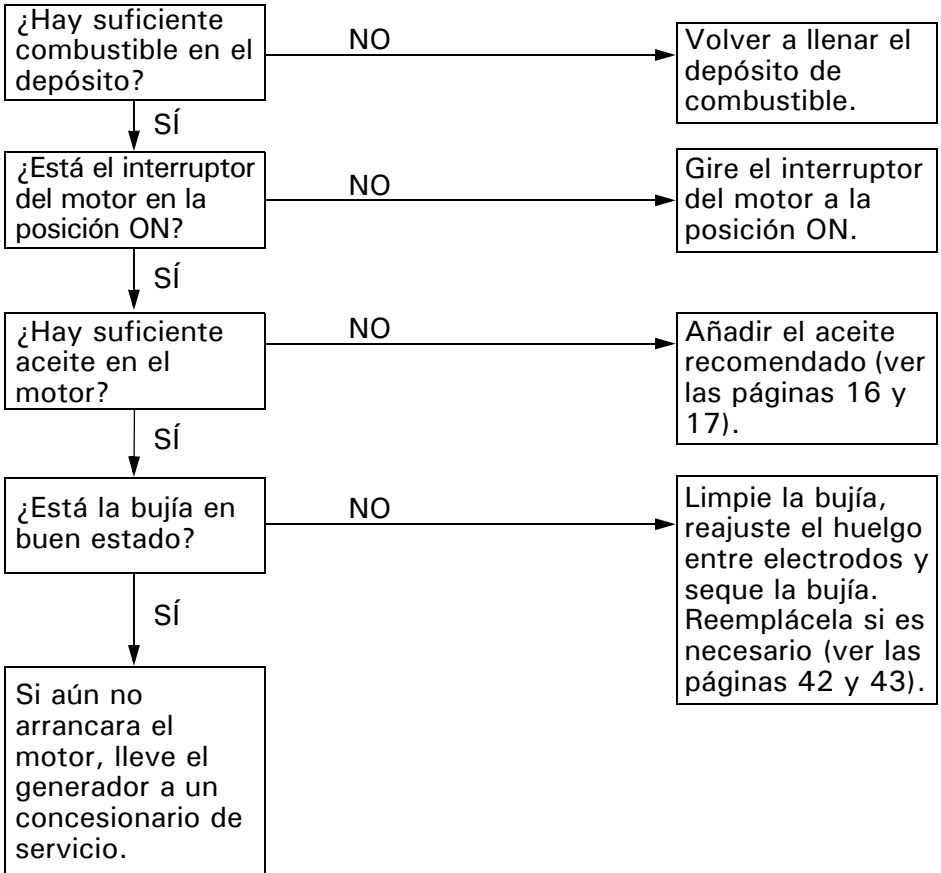 ¿Hay suficiente
combustible en el
depósito?
NO
Volver a llenar el
depósito de
combustible.
SÍ
¿Está el interruptor
del motor en la
posición ON?
NO
Gire el interruptor
del motor a la
posición ON.
SÍ
¿Hay suficiente
aceite en el
motor?
NO
Añadir el aceite
recomendado (ver
las páginas 16 y
17).
SÍ
¿Está la bujía en
buen estado?
NO
Limpie la bujía,
reajuste el huelgo
entre electrodos y
seque la bujía.
Reemplácela si es
necesario (ver las
páginas 42 y 43).
SÍ
Si aún no
arrancara el
motor, lleve el
generador a un
concesionario de
servicio.